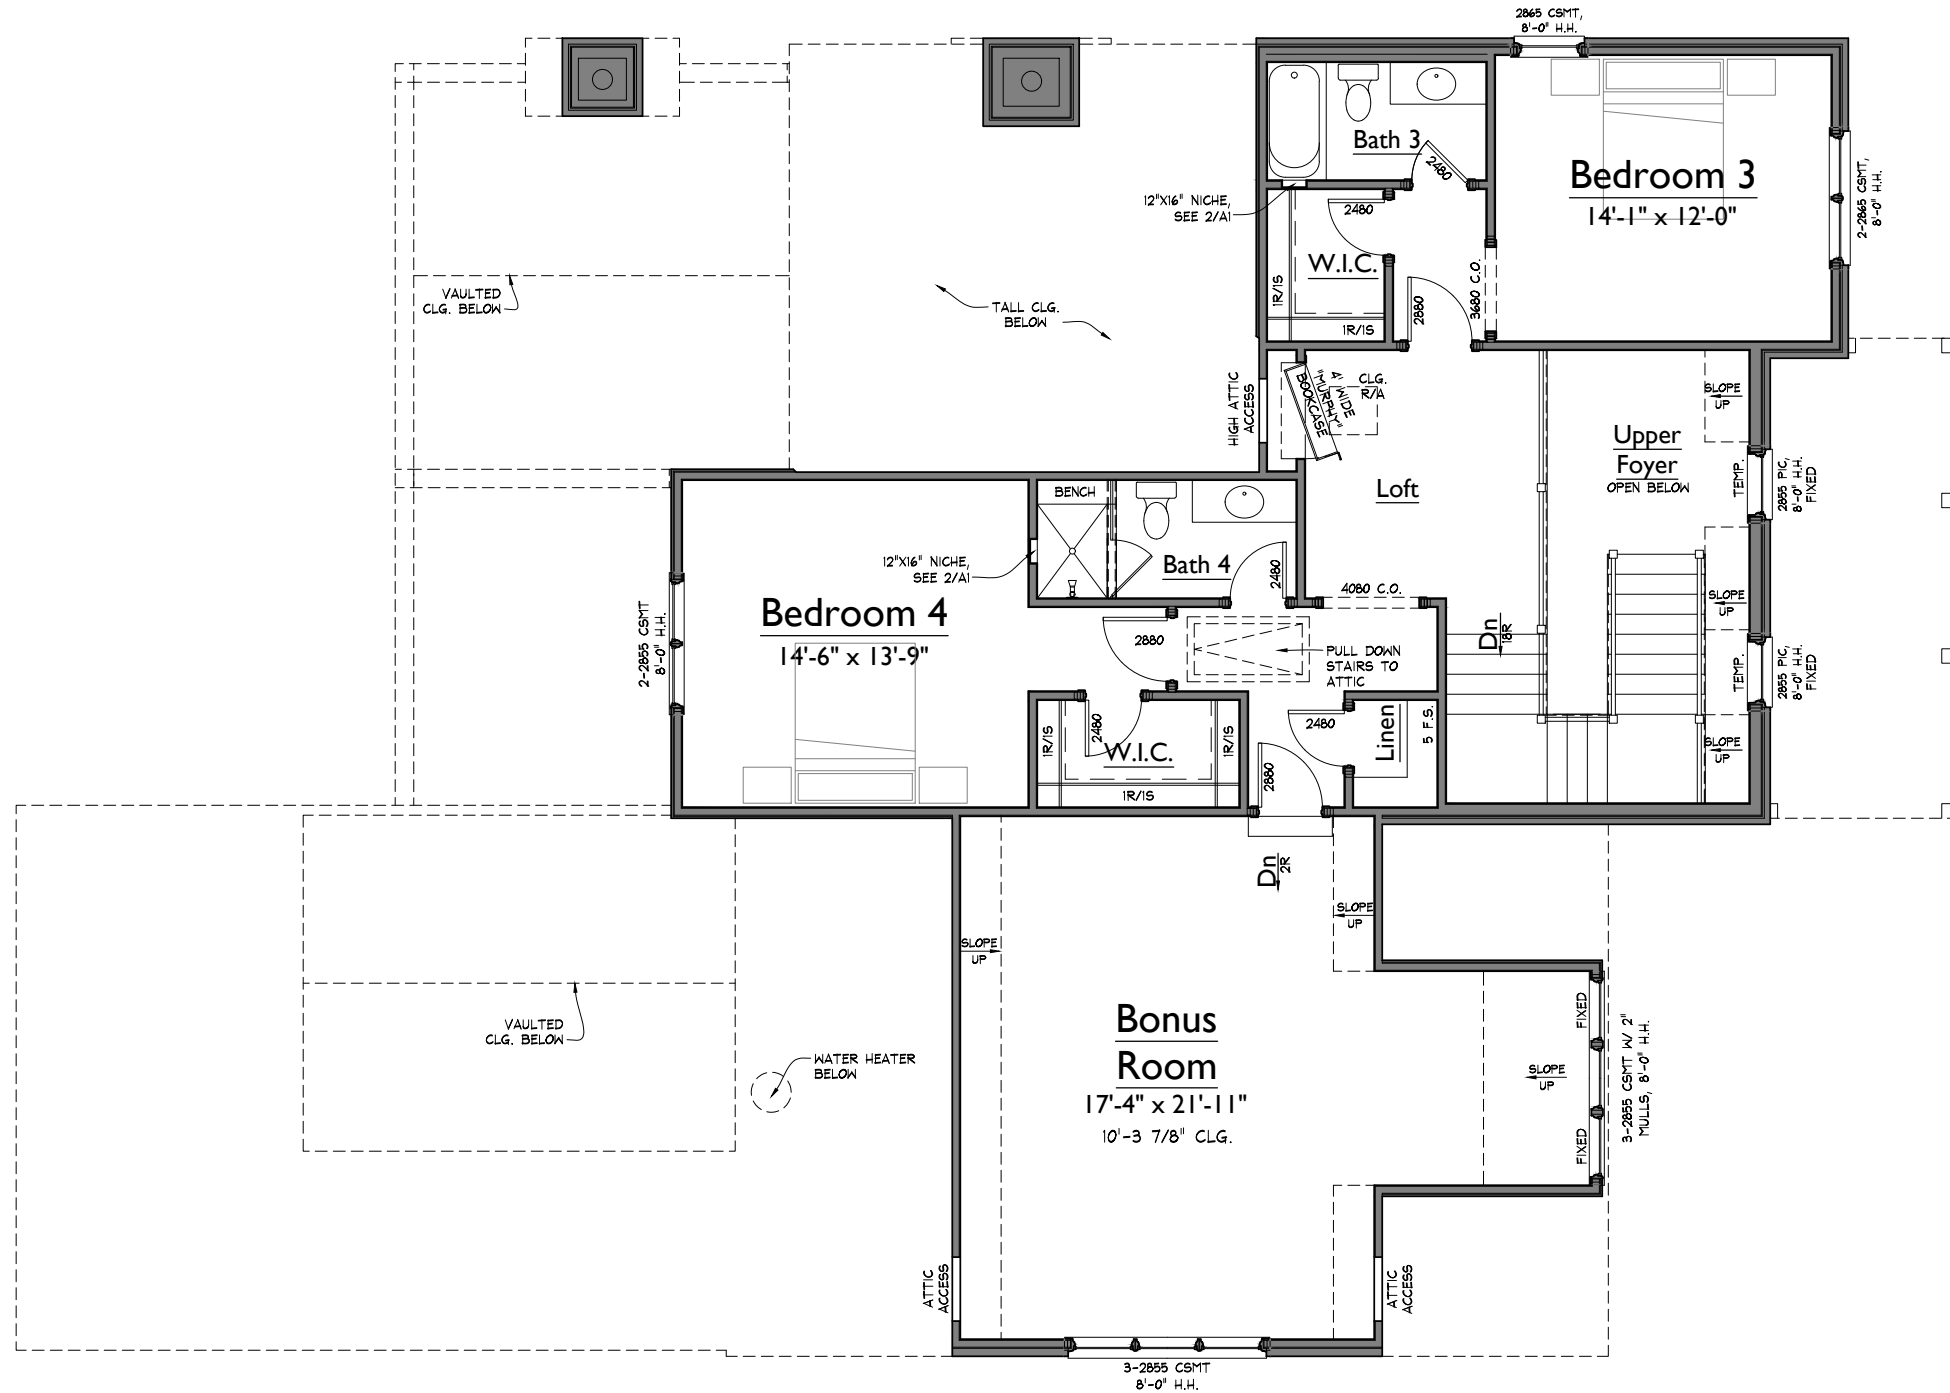 2865 CSMT,
8'-0" H.H.
Bath 3
2480
Bedroom 3
14'-1" x 12'-0"
2-2865 CSMT,
8'-0" H.H.
12"X16" NICHE,
SEE 2/A1
2480
W.I.C.
1R/1S
1R/1S
2880
3680 C.O.
VAULTED
CLG. BELOW
TALL CLG.
BELOW
HIGH ATTIC
ACCESS
4' WIDE
"MURPHY"
BOOKCASE
CLG.
R/A
SLOPE
UP
Upper
Foyer
OPEN BELOW
TEMP.
2855 PIC,
8'-0" H.H.
FIXED
Loft
BENCH
12"X16" NICHE,
SEE 2/A1
Bath 4
2480
4080 C.O.
SLOPE
UP
Bedroom 4
14'-6" x 13'-9"
2-2855 CSMT
8'-0" H.H.
2880
PULL DOWN
STAIRS TO
ATTIC
Dn
18R
TEMP.
2855 PIC,
8'-0" H.H.
FIXED
1R/1S
2480
W.I.C.
1R/1S
1R/1S
2480
Linen
5 F.S.
SLOPE
UP
2880
Dn
2R
SLOPE
UP
SLOPE
UP
VAULTED
CLG. BELOW
WATER HEATER
BELOW
Bonus
Room
17'-4" x 21'-11"
10'-3 7/8" CLG.
FIXED
SLOPE
UP
FIXED
3-2855 CSMT W/ 2"
MULLS, 8'-0" H.H.
ATTIC
ACCESS
ATTIC
ACCESS
3-2855 CSMT
8'-0" H.H.